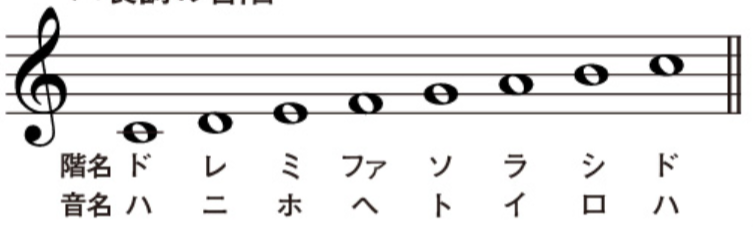 階名 ド レ ミ ファ ソ ラ シ ド
音名 ハ ニ ホ ヘ ト イ ロ ハ